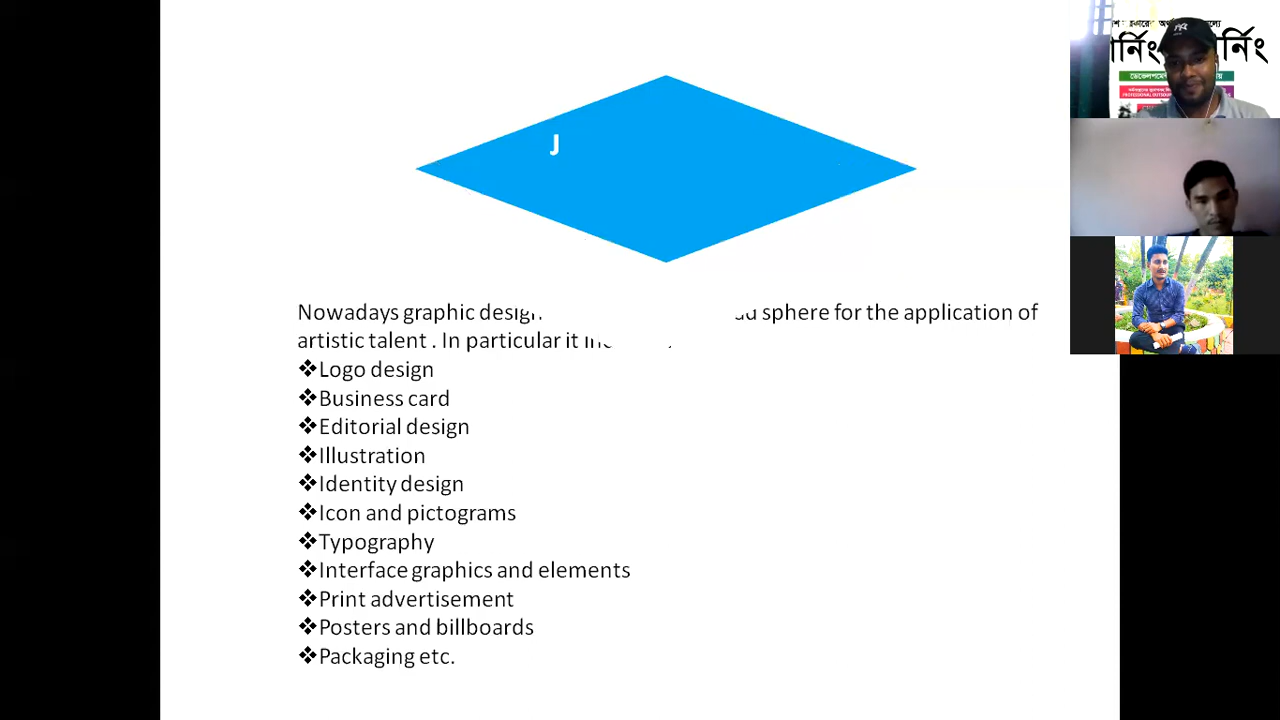 র্নিং
র্নিং
PROFESSIONAL
J
Nowadays graphic sphere for the application of
artistic talent . In particular it
❖Logo design
❖Business card
❖Editorial design
❖Illustration
❖Identity design
❖Icon and pictograms
❖Typography
❖Interface graphics and elements
❖Print advertisement
❖Posters and billboards
❖Packaging etc.